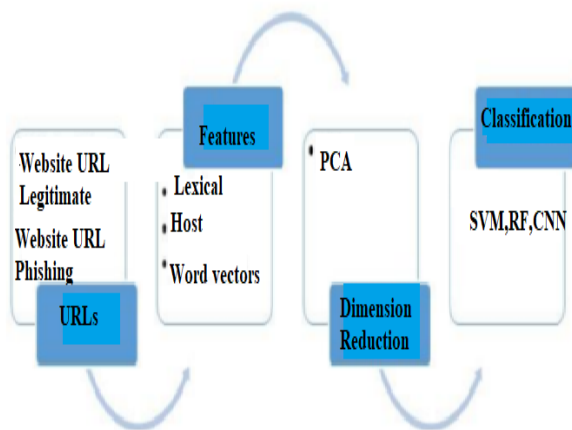 Website URL
Legitimate
Website URL
Phishing
URLs
Features
Lexical
Host
Word vectors
PCA
Dimension
Reduction
Classification
SVM,RF,CNN